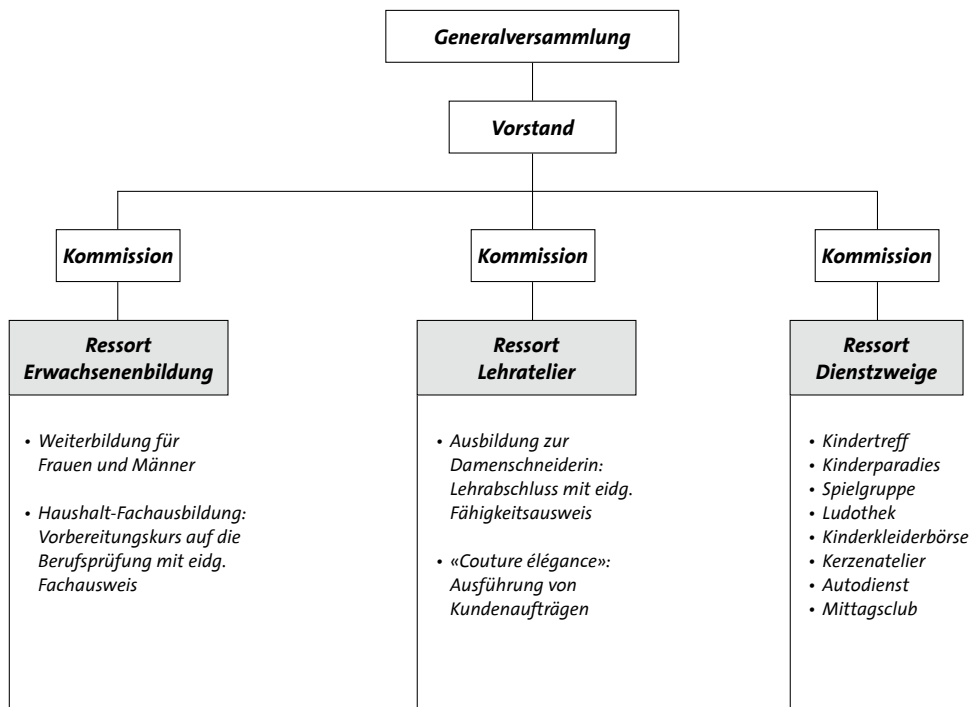 Generalversammlung
Vorstand
Kommission
Kommission
Kommission
Ressort
Erwachsenenbildung
Ressort
Lehratelier
Ressort
Dienstzweige
• Weiterbildung für
Frauen und Männer
• Haushalt-Fachausbildung:
Vorbereitungskurs auf die
Berufsprüfung mit eidg.
Fachausweis
• Ausbildung zur
Damenschneiderin:
Lehrabschluss mit eidg.
Fähigkeitsausweis
• «Couture élégance»:
Ausführung von
Kundenaufträgen
• Kindertreff
• Kinderparadies
• Spielgruppe
• Ludothek
• Kinderkleiderbörse
• Kerzenatelier
• Autodienst
• Mittagsclub